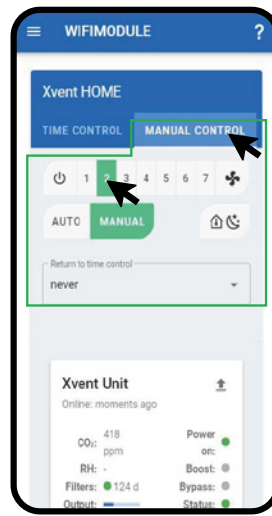 WIFIMODULE ?
Xvent HOME
TIME CONTROL MANUAL CONTROL
1 2 3 4 5 6 7
AUTO MANUAL
Return to time control
never
Xvent Unit
Online: moments ago
CO₂: 418 ppm Power on:
RH: - Boost:
Filters: 124 d Bypass:
Output: Status: